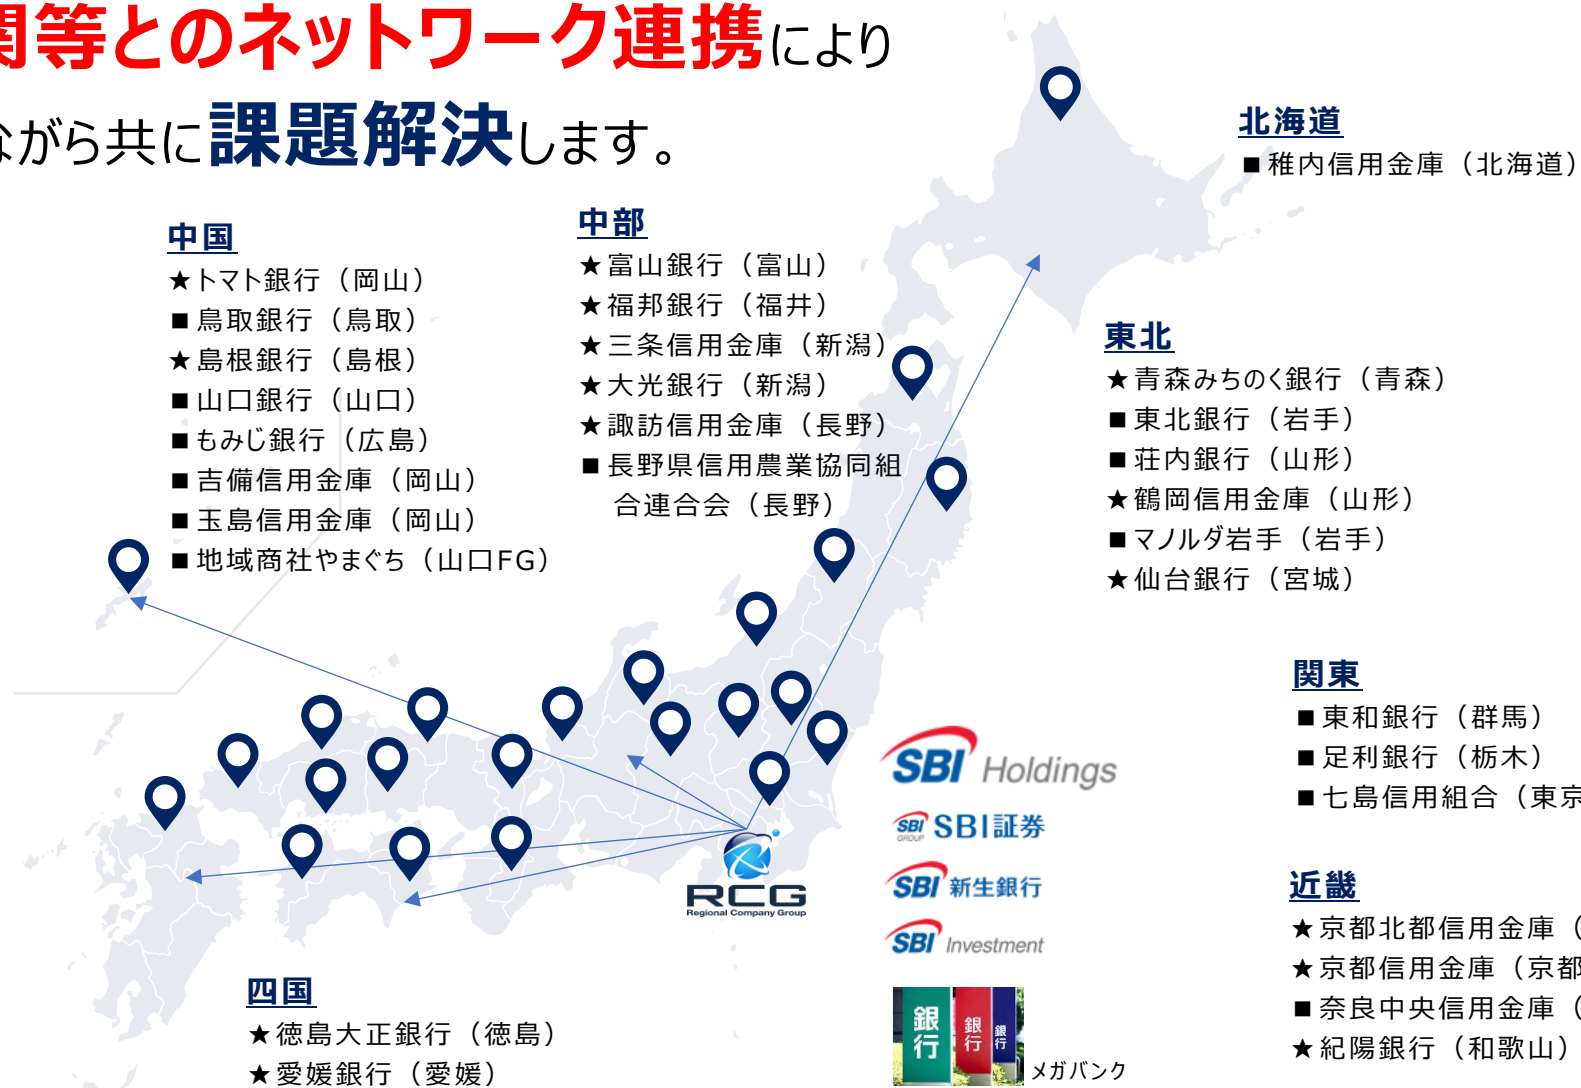 関等とのネットワーク連携により
ながら共に課題解決します。
北海道
■稚内信用金庫（北海道）
中国
★トマト銀行（岡山）
■鳥取銀行（鳥取）
★島根銀行（島根）
■山口銀行（山口）
■もみじ銀行（広島）
■吉備信用金庫（岡山）
■玉島信用金庫（岡山）
■地域商社やまぐち（山口FG）
中部
★富山銀行（富山）
★福邦銀行（福井）
★三条信用金庫（新潟）
★大光銀行（新潟）
★諏訪信用金庫（長野）
■長野県信用農業協同組
合連合会（長野）
東北
★青森みちのく銀行（青森）
■東北銀行（岩手）
■荘内銀行（山形）
★鶴岡信用金庫（山形）
■マノルダ岩手（岩手）
★仙台銀行（宮城）
関東
■東和銀行（群馬）
■足利銀行（栃木）
■七島信用組合（東京
近畿
★京都北都信用金庫（
★京都信用金庫（京都
■奈良中央信用金庫（
★紀陽銀行（和歌山）
四国
★徳島大正銀行（徳島）
★愛媛銀行（愛媛）
RCG
Regional Company Group
SBI Holdings
SBI GROUP SBI証券
SBI 新生銀行
SBI Investment
銀行
銀行
銀行
メガバンク